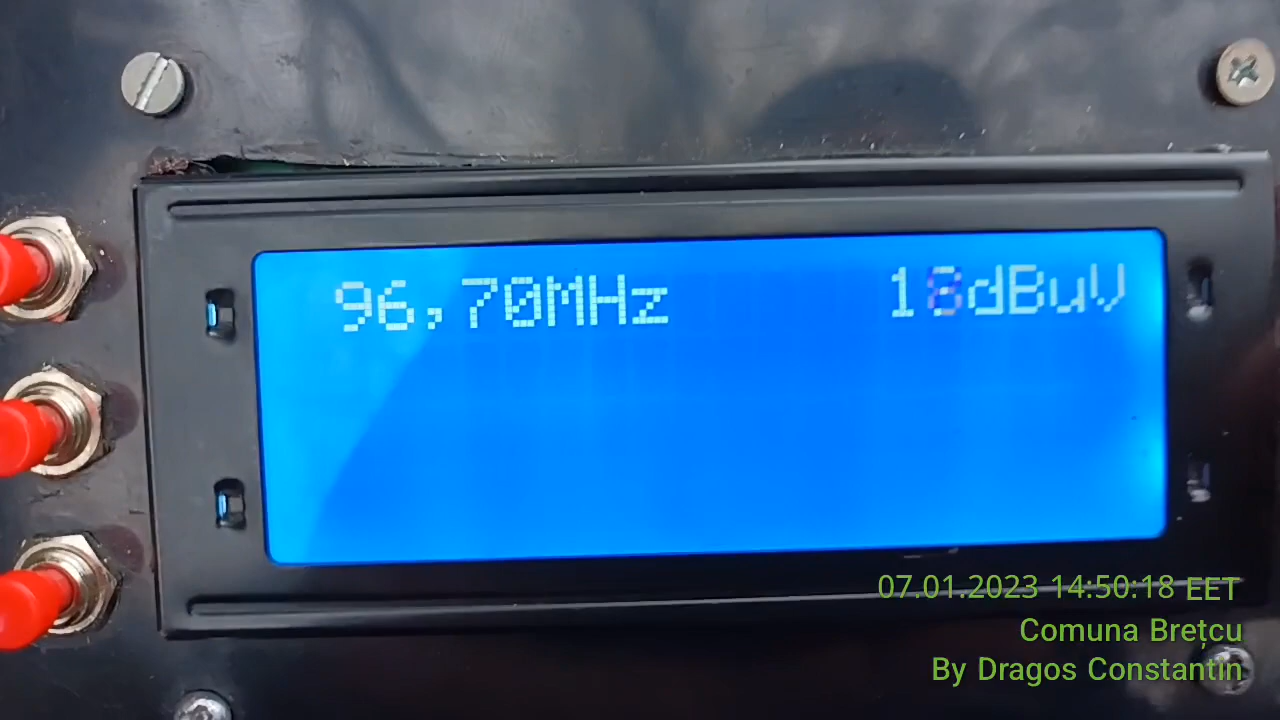 96,70MHz 18dBuV
07.01.2023 14:50:18 EET
Comuna Brețcu
By Dragos Constantin